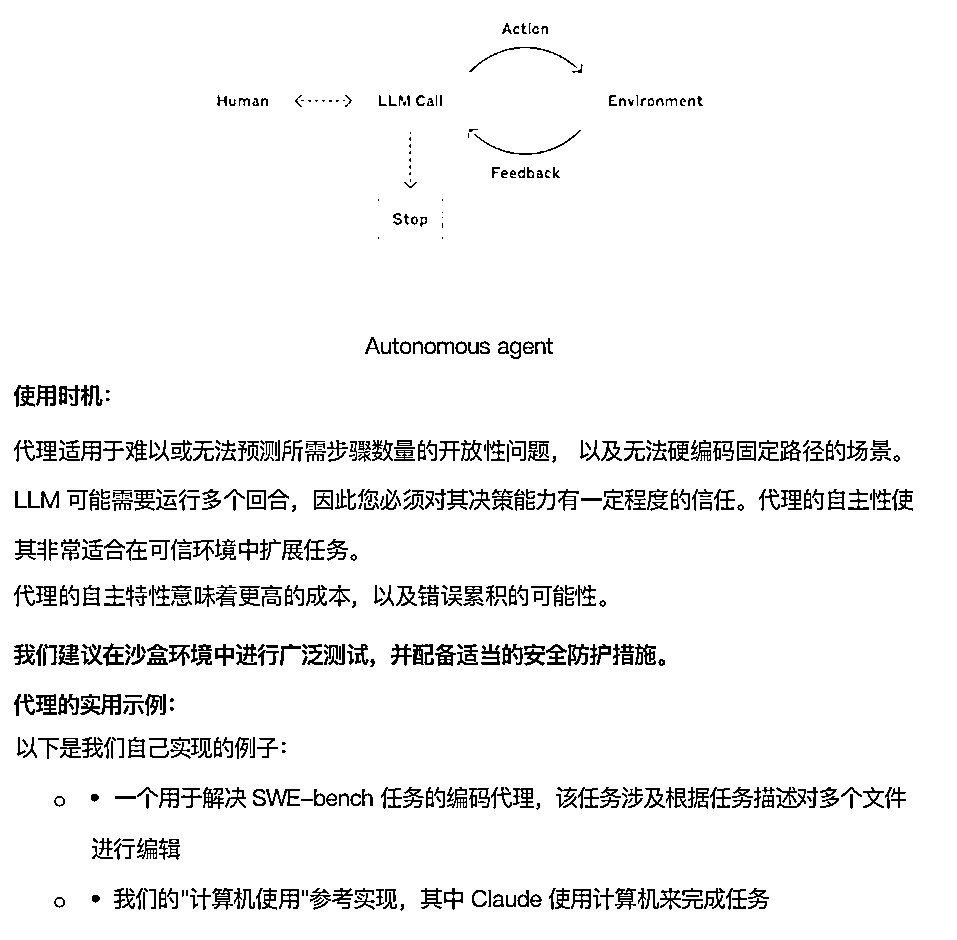 Action
Human
LLM Call
Environment
Feedback
Stop
Autonomous agent
使用时机：
代理适用于难以或无法预测所需步骤数量的开放性问题， 以及无法硬编码固定路径的场景。
LLM 可能需要运行多个回合，因此您必须对其决策能力有一定程度的信任。代理的自主性使
其非常适合在可信环境中扩展任务。
代理的自主特性意味着更高的成本，以及错误累积的可能性。
我们建议在沙盒环境中进行广泛测试，并配备适当的安全防护措施。
代理的实用示例：
以下是我们自己实现的例子：
一个用于解决 SWE-bench 任务的编码代理，该任务涉及根据任务描述对多个文件
进行编辑
我们的"计算机使用"参考实现，其中 Claude 使用计算机来完成任务